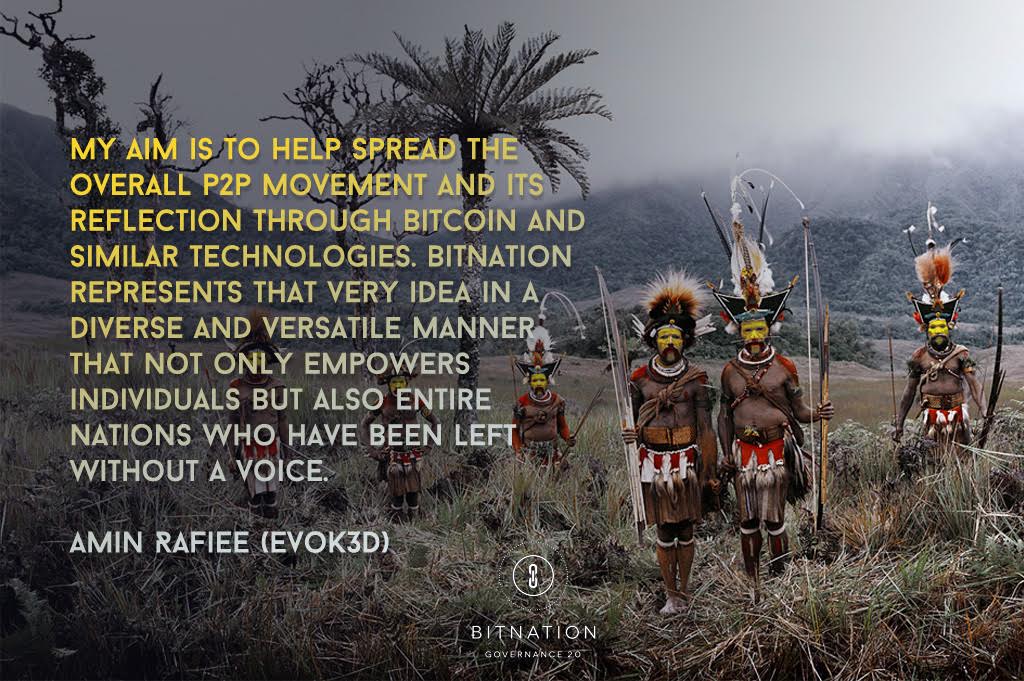 MY AIM IS TO HELP SPREAD THE
OVERALL P2P MOVEMENT AND ITS
REFLECTION THROUGH BITCOIN AND
SIMILAR TECHNOLOGIES. BITNATION
REPRESENTS THAT VERY IDEA IN A
DIVERSE AND VERSATILE MANNER
THAT NOT ONLY EMPOWERS
INDIVIDUALS BUT ALSO ENTIRE
NATIONS WHO HAVE BEEN LEFT
WITHOUT A VOICE.
AMIN RAFIEE (EVOK3D)
BITNATION
GOVERNANCE 2.0